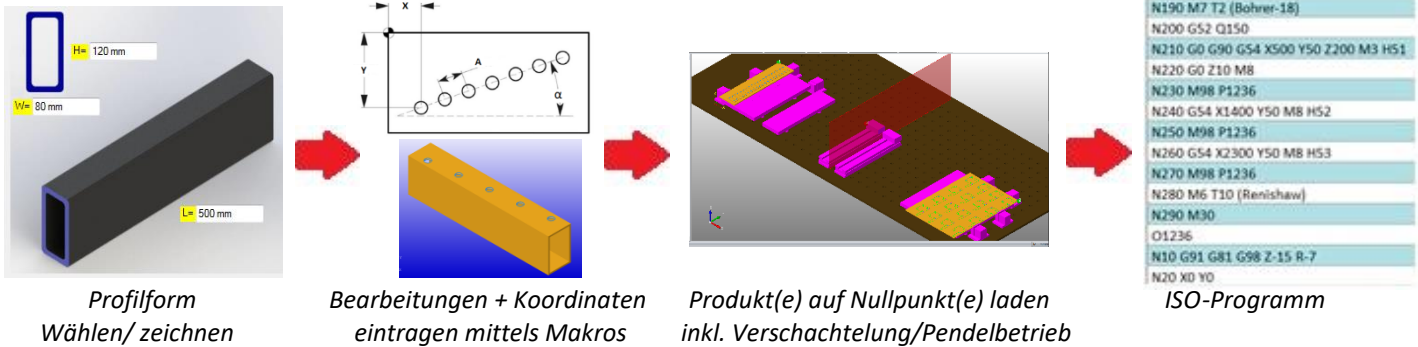 H= 120 mm
W= 80 mm
L= 500 mm
Profilform
Wählen/ zeichnen
X
Y
A
α
Bearbeitungen + Koordinaten
eintragen mittels Makros
Produkt(e) auf Nullpunkt(e) laden
inkl. Verschachtelung/Pendelbetrieb
N190 M7 T2 (Bohrer-18)
N200 G52 Q150
N210 G0 G90 G54 X500 Y50 Z200 M3 H51
N220 G0 Z10 M8
N230 M98 P1236
N240 G54 X1400 Y50 M8 H52
N250 M98 P1236
N260 G54 X2300 Y50 M8 H53
N270 M98 P1236
N280 M6 T10 (Renishaw)
N290 M30
O1236
N10 G91 G81 G98 Z-15 R-7
N20 X0 Y0
ISO-Programm